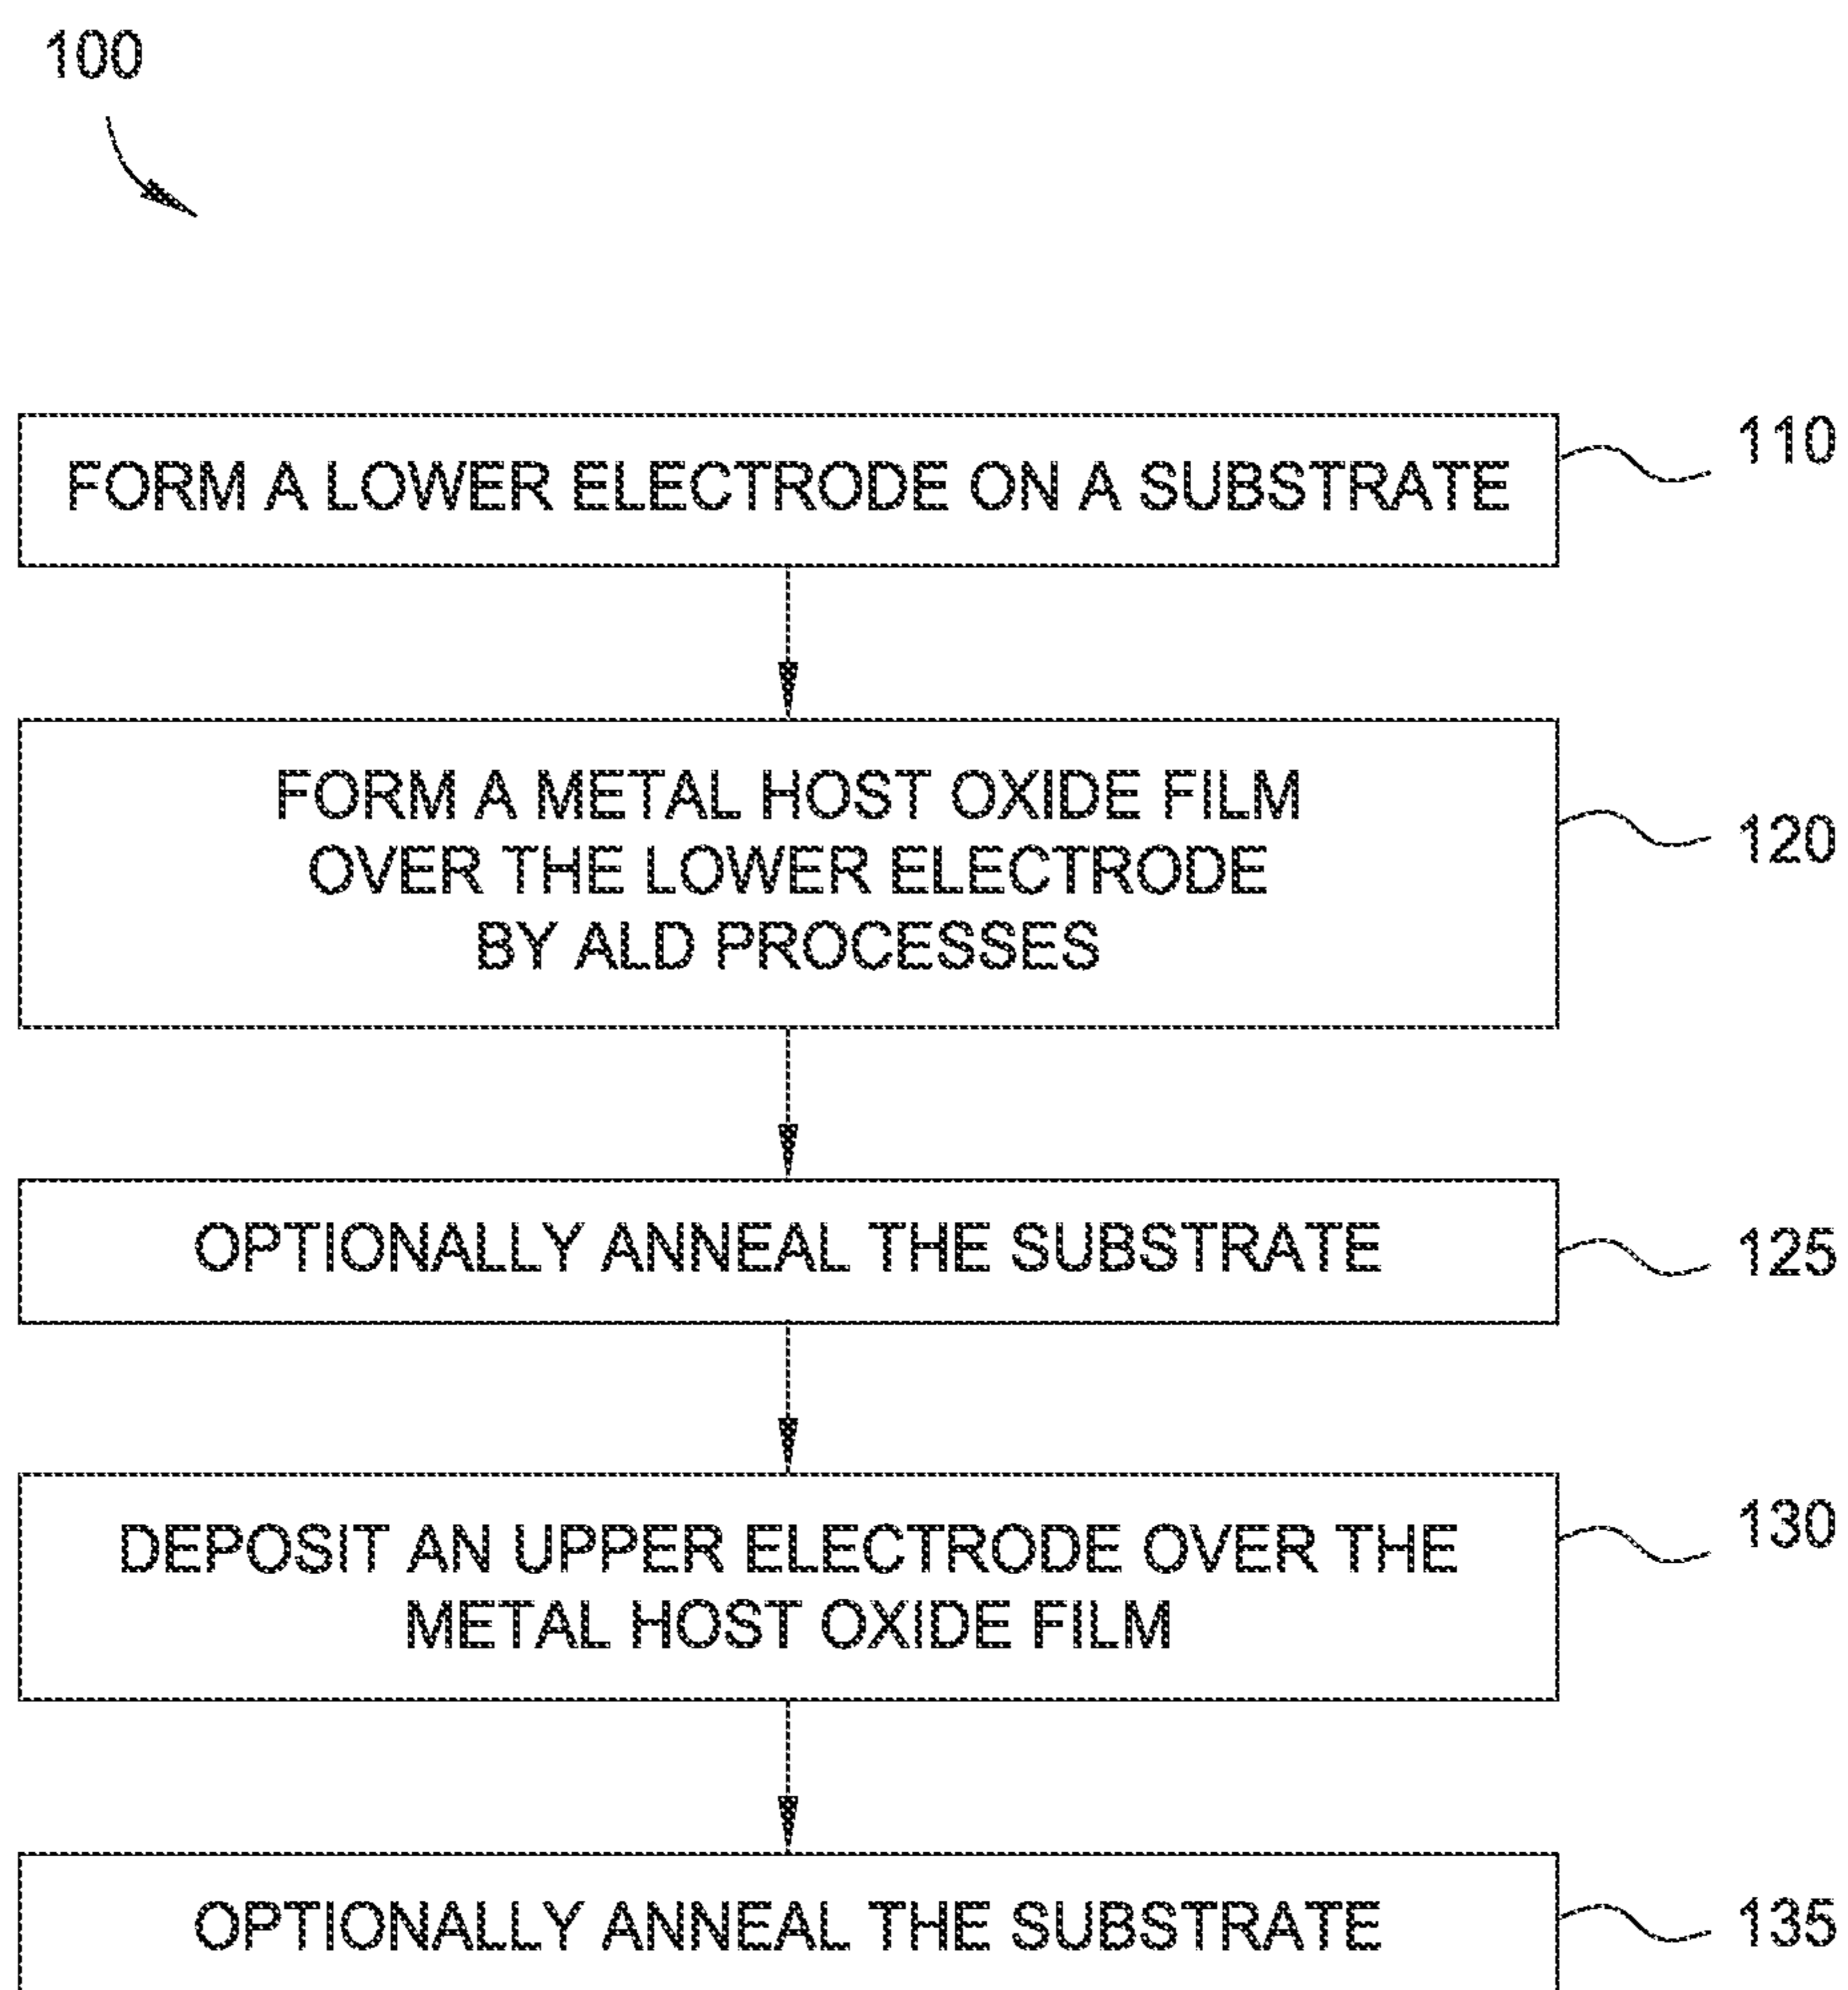 100
FORM A LOWER ELECTRODE ON A SUBSTRATE
110
FORM A METAL HOST OXIDE FILM
OVER THE LOWER ELECTRODE
BY ALD PROCESSES
120
OPTIONALLY ANNEAL THE SUBSTRATE
125
DEPOSIT AN UPPER ELECTRODE OVER THE
METAL HOST OXIDE FILM
130
OPTIONALLY ANNEAL THE SUBSTRATE
135